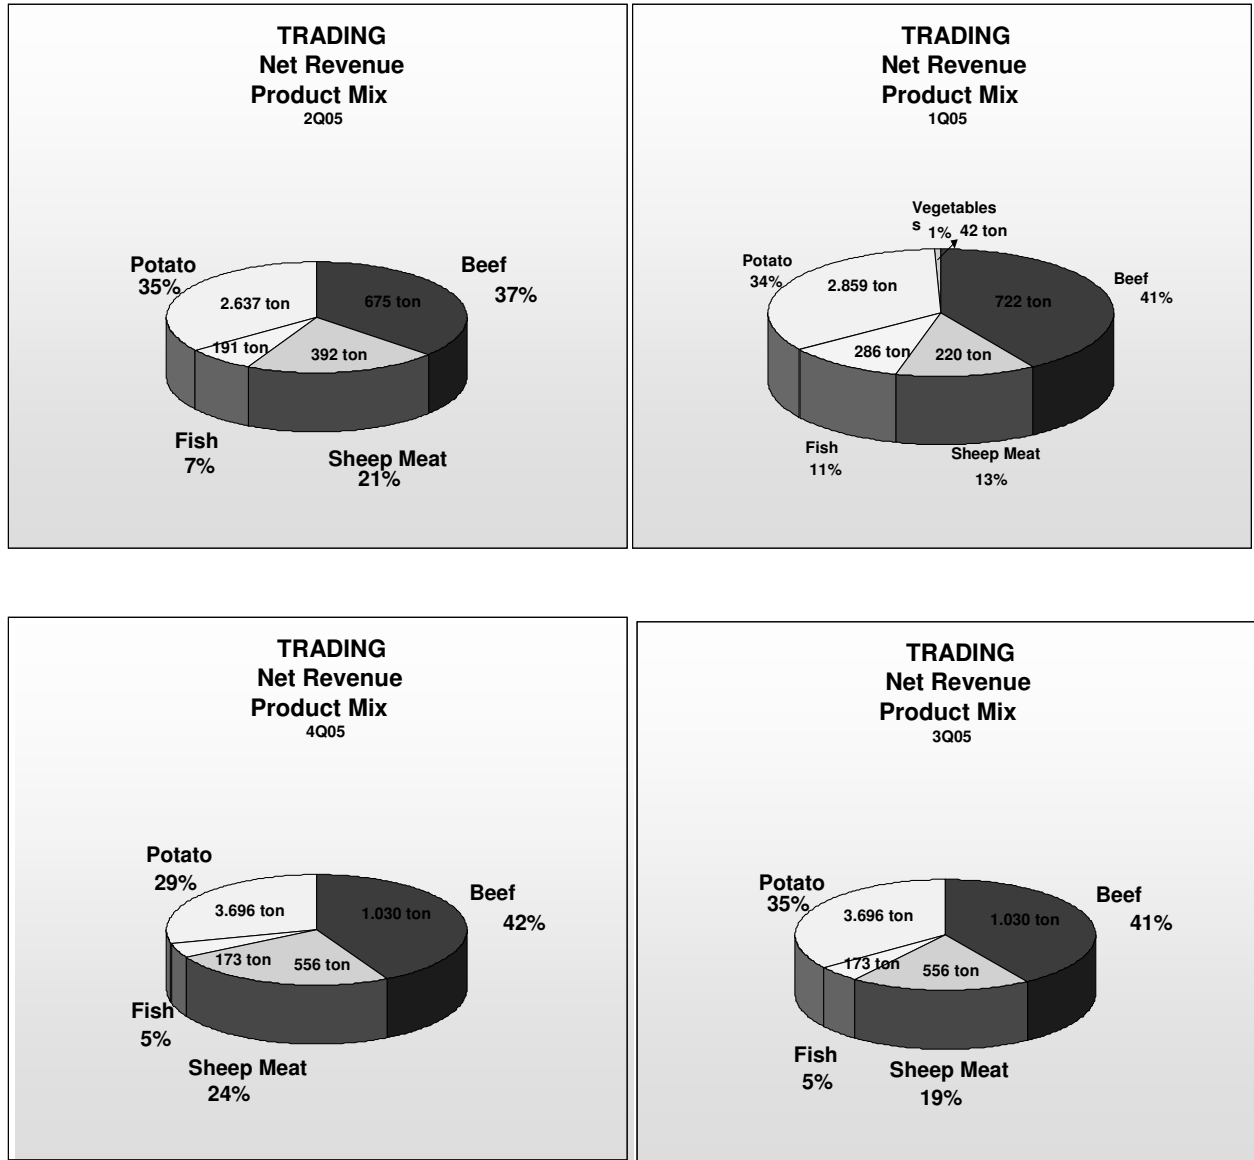 TRADING
Net Revenue
Product Mix
2Q05
Potato
35%
Beef
37%
2.637 ton
675 ton
191 ton
392 ton
Fish
7%
Sheep Meat
21%
TRADING
Net Revenue
Product Mix
1Q05
Vegetables
s 1% 42 ton
Potato
34%
Beef
41%
2.859 ton
722 ton
286 ton
220 ton
Fish
11%
Sheep Meat
13%
TRADING
Net Revenue
Product Mix
4Q05
Potato
29%
Beef
42%
3.696 ton
1.030 ton
173 ton
556 ton
Fish
5%
Sheep Meat
24%
TRADING
Net Revenue
Product Mix
3Q05
Potato
35%
Beef
41%
3.696 ton
1.030 ton
173 ton
556 ton
Fish
5%
Sheep Meat
19%